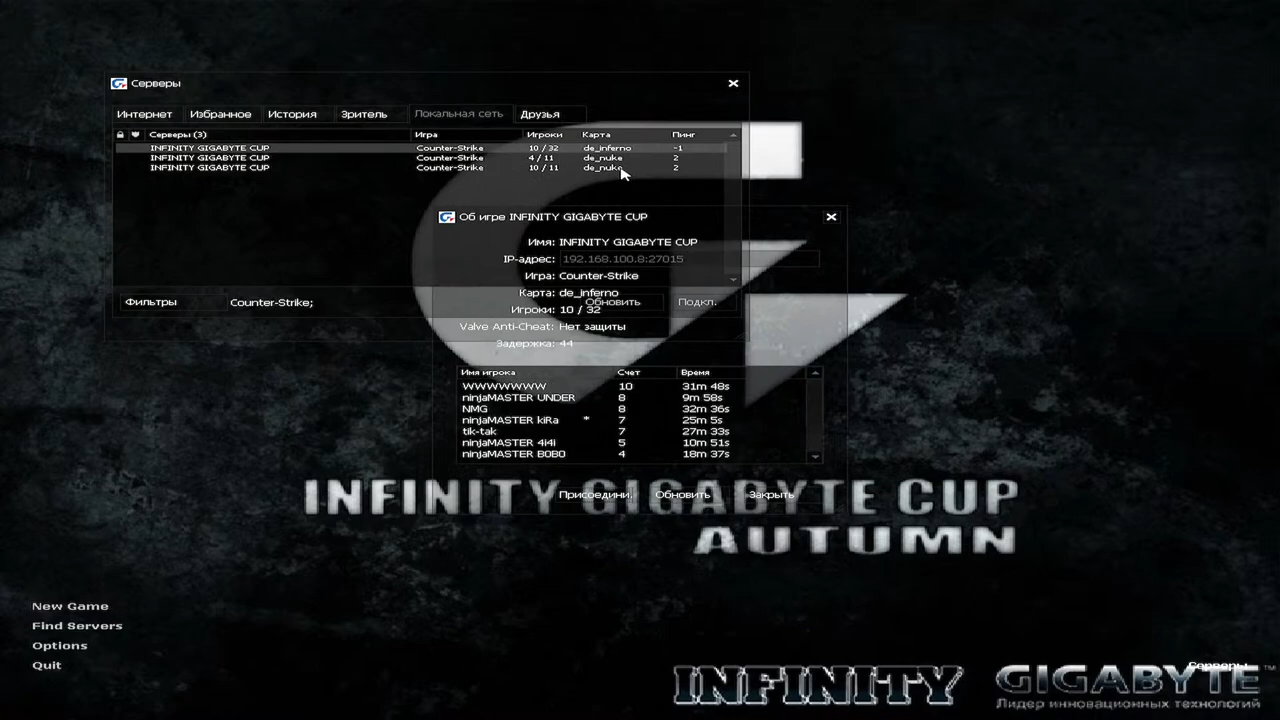 Серверы
Интернет Избранное История Зритель Локальная сеть Друзья
Серверы (3) Игра Игроки Карта Пинг
INFINITY GIGABYTE CUP Counter-Strike 10 / 32 de_inferno -1
INFINITY GIGABYTE CUP Counter-Strike 4 / 11 de_nuke 2
INFINITY GIGABYTE CUP Counter-Strike 10 / 11 de_nuke 2
Фильтры Counter-Strike; Обновить Подкл.
Об игре INFINITY GIGABYTE CUP
Имя: INFINITY GIGABYTE CUP
IP-адрес: 192.168.100.8:27015
Игра: Counter-Strike
Карта: de_inferno
Игроки: 10 / 32
Valve Anti-Cheat: Нет защиты
Задержка: 44
Имя игрока Счет Время
WWWWWWW 10 31m 48s
ninjaMASTER UNDER 8 9m 58s
NMG 8 32m 36s
ninjaMASTER kiRa * 7 25m 5s
tik-tak 7 27m 33s
ninjaMASTER 4i4i 5 10m 51s
ninjaMASTER B0B0 4 18m 37s
Присоедини. Обновить Закрыть
INFINITY GIGABYTE CUP
AUTUMN
New Game
Find Servers
Options
Quit
Серверы
INFINITY GIGABYTE™
Лидер инновационных технологий